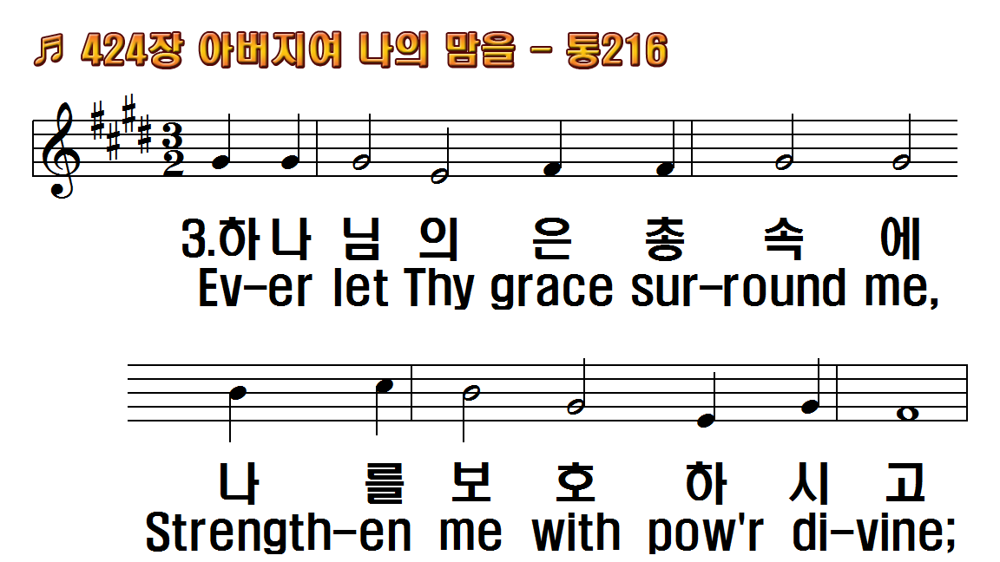 ♬ 424장 아버지여 나의 맘을 - 통216
3.하 나 님 의 은 총 속 에
Ev-er let Thy grace sur-round me,
나 를 보 호 하 시 고
Strength-en me with pow'r di-vine;